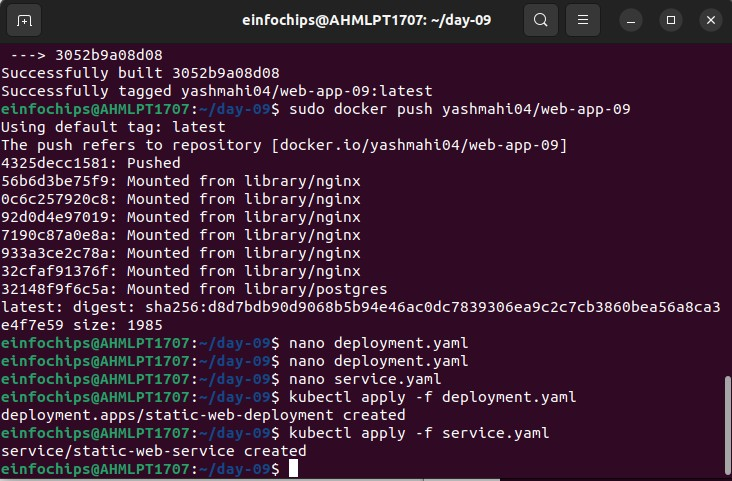 einfochips@AHMLPT1707: ~/day-09
---> 3052b9a08d08
Successfully built 3052b9a08d08
Successfully tagged yashmahi04/web-app-09:latest
einfochips@AHMLPT1707:~/day-09$ sudo docker push yashmahi04/web-app-09
Using default tag: latest
The push refers to repository [docker.io/yashmahi04/web-app-09]
4325decc1581: Pushed
56b6d3be75f9: Mounted from library/nginx
0c6c257920c8: Mounted from library/nginx
92d0d4e97019: Mounted from library/nginx
7190c87a0e8a: Mounted from library/nginx
933a3ce2c78a: Mounted from library/nginx
32cfaf91376f: Mounted from library/nginx
32148f9f6c5a: Mounted from library/postgres
latest: digest: sha256:d8d7bdb90d9068b5b94e46ac0dc7839306ea9c2c7cb3860bea56a8ca3
e4f7e59 size: 1985
einfochips@AHMLPT1707:~/day-09$ nano deployment.yaml
einfochips@AHMLPT1707:~/day-09$ nano deployment.yaml
einfochips@AHMLPT1707:~/day-09$ nano service.yaml
einfochips@AHMLPT1707:~/day-09$ kubectl apply -f deployment.yaml
deployment.apps/static-web-deployment created
einfochips@AHMLPT1707:~/day-09$ kubectl apply -f service.yaml
service/static-web-service created
einfochips@AHMLPT1707:~/day-09$